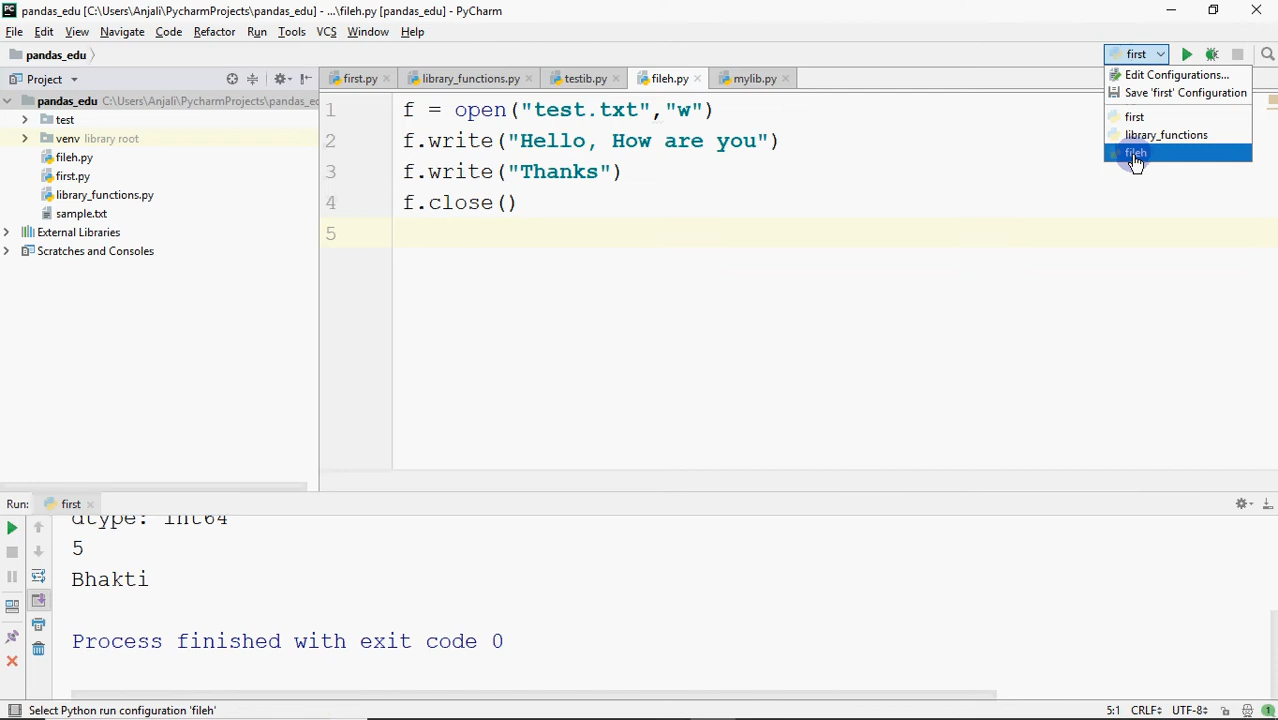 pandas_edu [C:\Users\Anjali\PycharmProjects\pandas_edu] - ...\fileh.py [pandas_edu] - PyCharm
File Edit View Navigate Code Refactor Run Tools VCS Window Help
pandas_edu
first
Project
first.py library_functions.py testib.py fileh.py mylib.py
Edit Configurations...
Save 'first' Configuration
first
library_functions
fileh
pandas_edu C:\Users\Anjali\PycharmProjects\pandas_ed
test
venv library root
fileh.py
first.py
library_functions.py
sample.txt
External Libraries
Scratches and Consoles
1 f = open("test.txt","w")
2 f.write("Hello, How are you")
3 f.write("Thanks")
4 f.close()
5
Run: first
dtype: int64
5
Bhakti
Process finished with exit code 0
Select Python run configuration 'fileh' 5:1 CRLF UTF-8 1